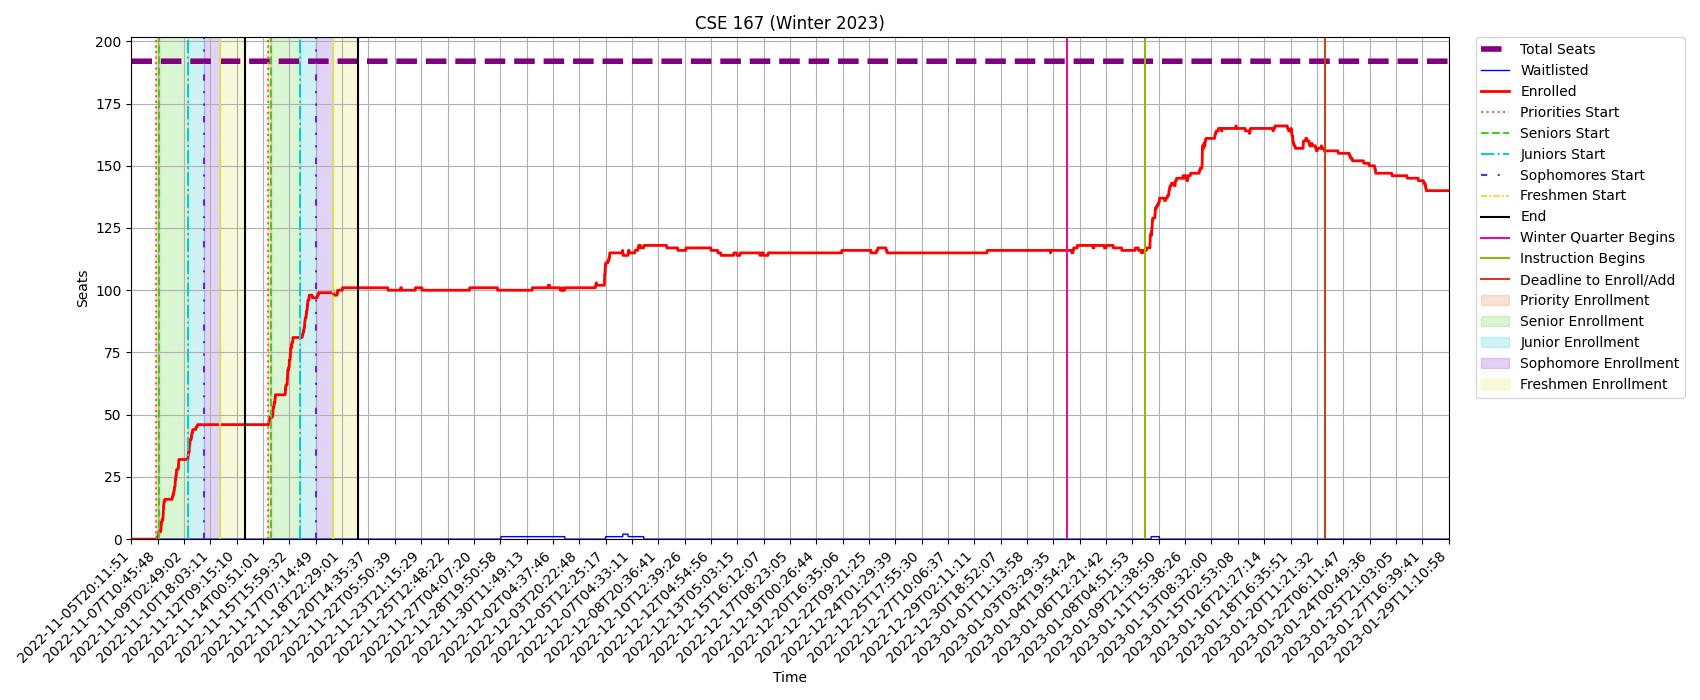 CSE 167 (Winter 2023)
200
175
150
125
100
75
50
25
0
Seats
2022-11-05T20:11:51
2022-11-07T10:45:48
2022-11-09T02:49:02
2022-11-10T18:03:11
2022-11-12T09:15:10
2022-11-14T00:51:01
2022-11-15T15:59:32
2022-11-17T07:14:49
2022-11-18T22:29:01
2022-11-20T14:35:37
2022-11-22T05:50:39
2022-11-23T21:15:29
2022-11-25T12:48:22
2022-11-27T04:07:20
2022-11-28T19:50:58
2022-11-30T11:49:13
2022-12-02T04:37:46
2022-12-03T20:22:48
2022-12-05T12:25:17
2022-12-07T04:33:11
2022-12-08T20:36:41
2022-12-10T12:39:26
2022-12-12T04:54:56
2022-12-13T05:03:15
2022-12-15T16:12:07
2022-12-17T08:23:05
2022-12-19T00:26:44
2022-12-20T16:35:06
2022-12-22T09:21:25
2022-12-24T01:29:39
2022-12-25T17:55:30
2022-12-27T10:06:37
2022-12-29T02:11:11
2022-12-30T18:52:07
2023-01-01T11:13:58
2023-01-03T03:29:35
2023-01-04T19:54:24
2023-01-06T12:21:42
2023-01-08T04:51:53
2023-01-09T21:38:50
2023-01-11T15:38:26
2023-01-13T08:32:00
2023-01-15T02:53:08
2023-01-16T21:27:14
2023-01-18T16:35:51
2023-01-20T11:21:32
2023-01-22T06:11:47
2023-01-24T00:49:36
2023-01-25T21:03:05
2023-01-27T16:39:41
2023-01-29T11:10:58
Time
Total Seats
Waitlisted
Enrolled
Priorities Start
Seniors Start
Juniors Start
Sophomores Start
Freshmen Start
End
Winter Quarter Begins
Instruction Begins
Deadline to Enroll/Add
Priority Enrollment
Senior Enrollment
Junior Enrollment
Sophomore Enrollment
Freshmen Enrollment